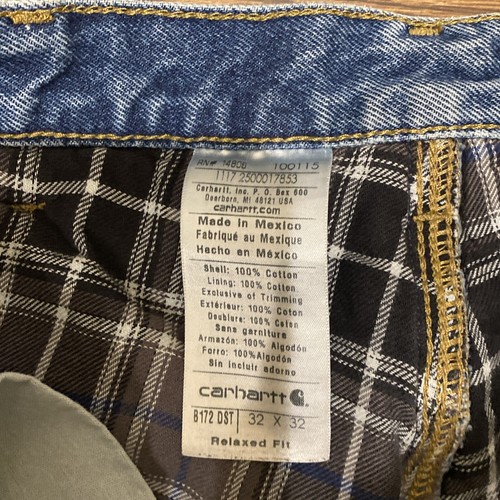 RN# 14806 100115
1117 2500017853
Carhartt, Inc. P. O. Box 600
Dearborn, MI 48121 USA
carhartt.com
Made in Mexico
Fabriqué au Mexique
Hecho en México
Shell: 100% Cotton
Lining: 100% Cotton
Exclusive of Trimming
Extérieur: 100% Coton
Doublure: 100% Coton
Sans garniture
Armazón: 100% Algodón
Forro: 100%Algodón
Sin incluir adorno
carhartt
B172 DST 32 X 32
Relaxed Fit